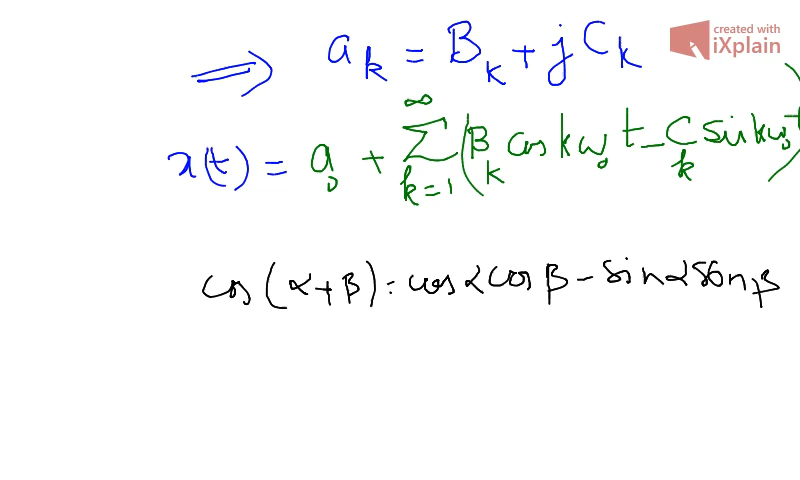 created with
iXplain
⟹ a_k = B_k + j C_k
x(t) = a_0 + ∑_{k=1}^{∞} (B_k cos kω_0 t - C_k sin kω_0 t)
cos(α+β) = cos α cos β - sin α sin β